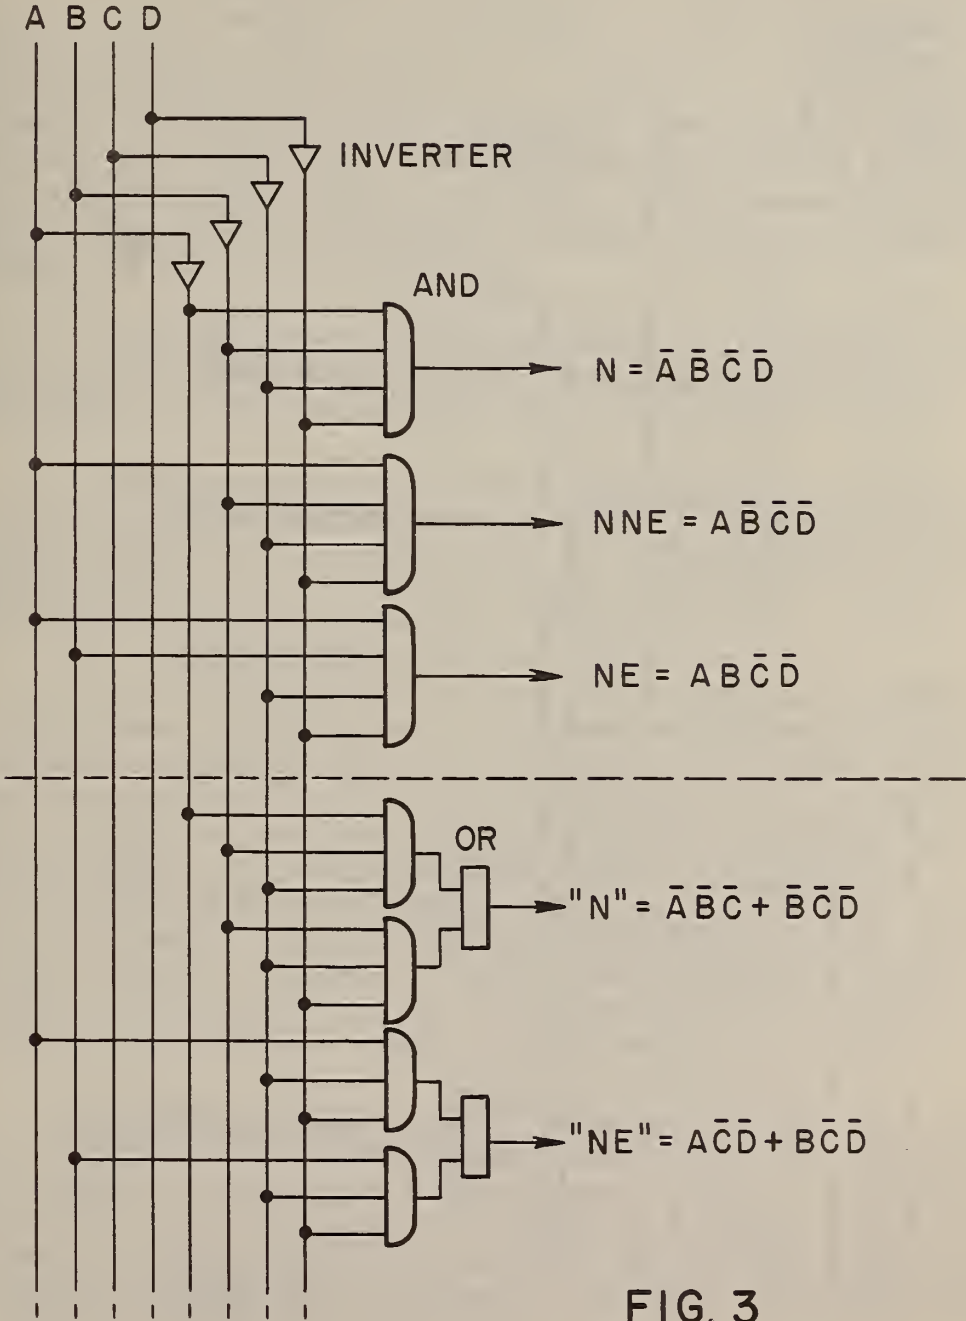 A B C D
INVERTER
AND
N = A̅ B̅ C̅ D̅
NNE = A B̅ C̅ D̅
NE = A B C̅ D̅
OR
"N" = A̅ B̅ C̅ + B̅ C̅ D̅
"NE" = A C̅ D̅ + B C̅ D̅
FIG. 3